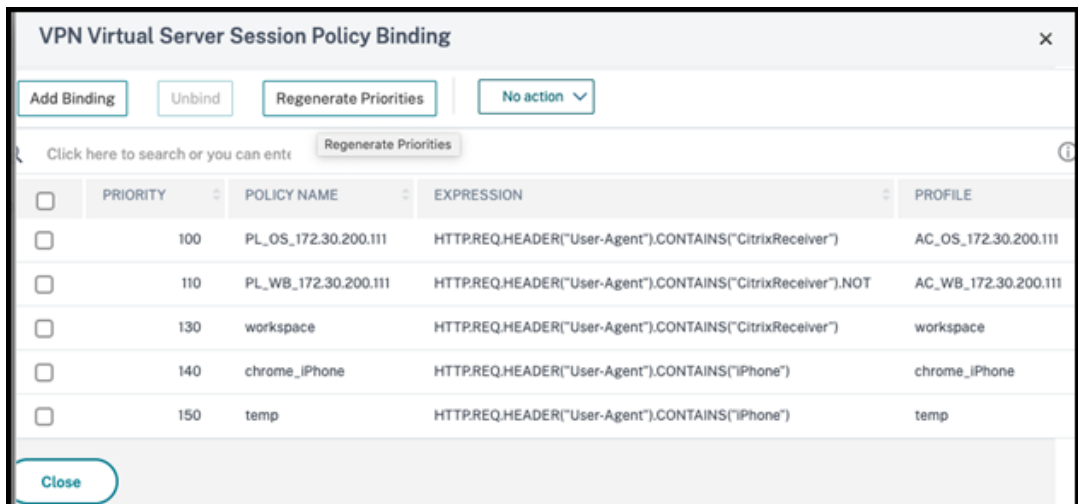 VPN Virtual Server Session Policy Binding ×
Add Binding Unbind Regenerate Priorities No action
Click here to search or you can ente Regenerate Priorities
PRIORITY POLICY NAME EXPRESSION PROFILE
100 PL_OS_172.30.200.111 HTTP.REQ.HEADER("User-Agent").CONTAINS("CitrixReceiver") AC_OS_172.30.200.111
110 PL_WB_172.30.200.111 HTTP.REQ.HEADER("User-Agent").CONTAINS("CitrixReceiver").NOT AC_WB_172.30.200.111
130 workspace HTTP.REQ.HEADER("User-Agent").CONTAINS("CitrixReceiver") workspace
140 chrome_iPhone HTTP.REQ.HEADER("User-Agent").CONTAINS("iPhone") chrome_iPhone
150 temp HTTP.REQ.HEADER("User-Agent").CONTAINS("iPhone") temp
Close